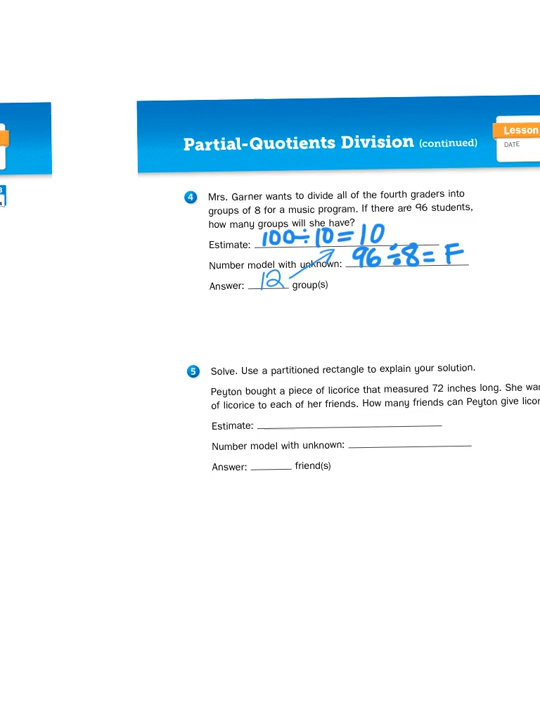 Partial-Quotients Division (continued)
Lesson
DATE
4 Mrs. Garner wants to divide all of the fourth graders into
groups of 8 for a music program. If there are 96 students,
how many groups will she have?
Estimate: 100÷10=10
Number model with unknown: 96÷8=F
Answer: 12 group(s)
5 Solve. Use a partitioned rectangle to explain your solution.
Peyton bought a piece of licorice that measured 72 inches long. She
of licorice to each of her friends. How many friends can Peyton give
Estimate:
Number model with unknown:
Answer: friend(s)